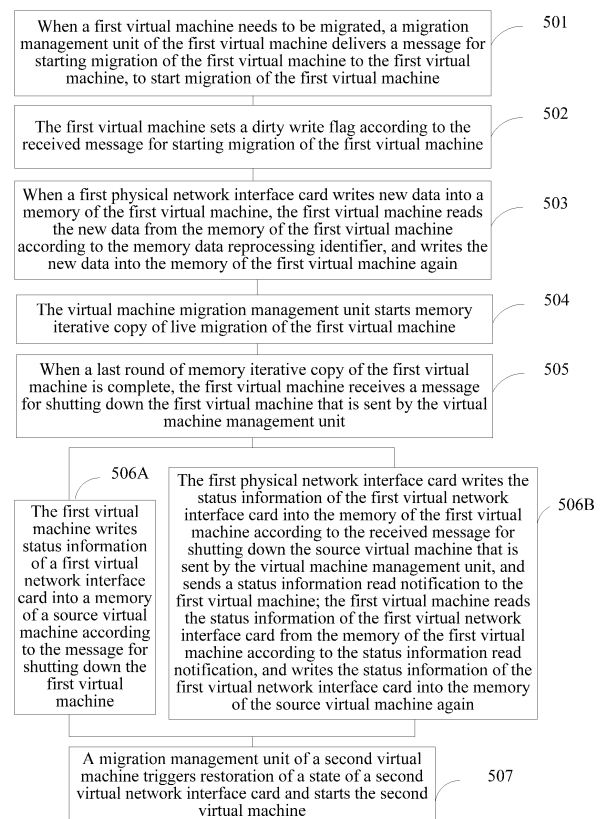 When a first virtual machine needs to be migrated, a migration
management unit of the first virtual machine delivers a message for
starting migration of the first virtual machine to the first virtual
machine, to start migration of the first virtual machine
501
The first virtual machine sets a dirty write flag according to the
received message for starting migration of the first virtual machine
502
When a first physical network interface card writes new data into a
memory of the first virtual machine, the first virtual machine reads
the new data from the memory of the first virtual machine
according to the memory data reprocessing identifier, and writes the
new data into the memory of the first virtual machine again
503
The virtual machine migration management unit starts memory
iterative copy of live migration of the first virtual machine
504
When a last round of memory iterative copy of the first virtual
machine is complete, the first virtual machine receives a message
for shutting down the first virtual machine that is sent by the virtual
machine management unit
505
506A
The first virtual
machine writes
status information
of a first virtual
network interface
card into a memory
of a source virtual
machine according
to the message for
shutting down the
first virtual
machine
The first physical network interface card writes the
status information of the first virtual network
interface card into the memory of the first virtual
machine according to the received message for
shutting down the source virtual machine that is
sent by the virtual machine management unit, and
sends a status information read notification to the
first virtual machine; the first virtual machine reads
the status information of the first virtual network
interface card from the memory of the first virtual
machine according to the status information read
notification, and writes the status information of the
first virtual network interface card into the memory
of the source virtual machine again
506B
A migration management unit of a second virtual
machine triggers restoration of a state of a second
virtual network interface card and starts the second
virtual machine
507